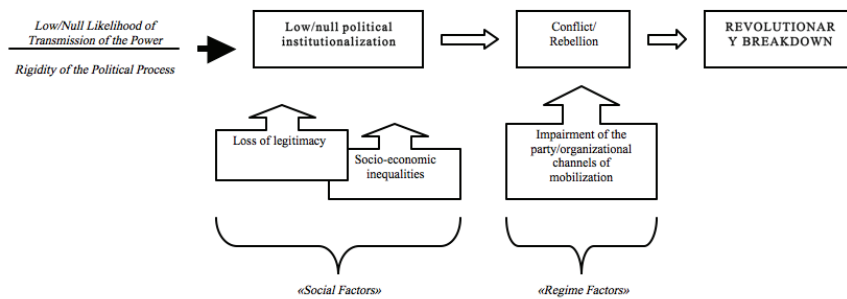 Low/Null Likelihood of
Transmission of the Power
Rigidity of the Political Process
Low/null political
institutionalization
Conflict/
Rebellion
REVOLUTIONAR
Y BREAKDOWN
Loss of legitimacy
Socio-economic
inequalities
Impairment of the
party/organizational
channels of
mobilization
«Social Factors»
«Regime Factors»